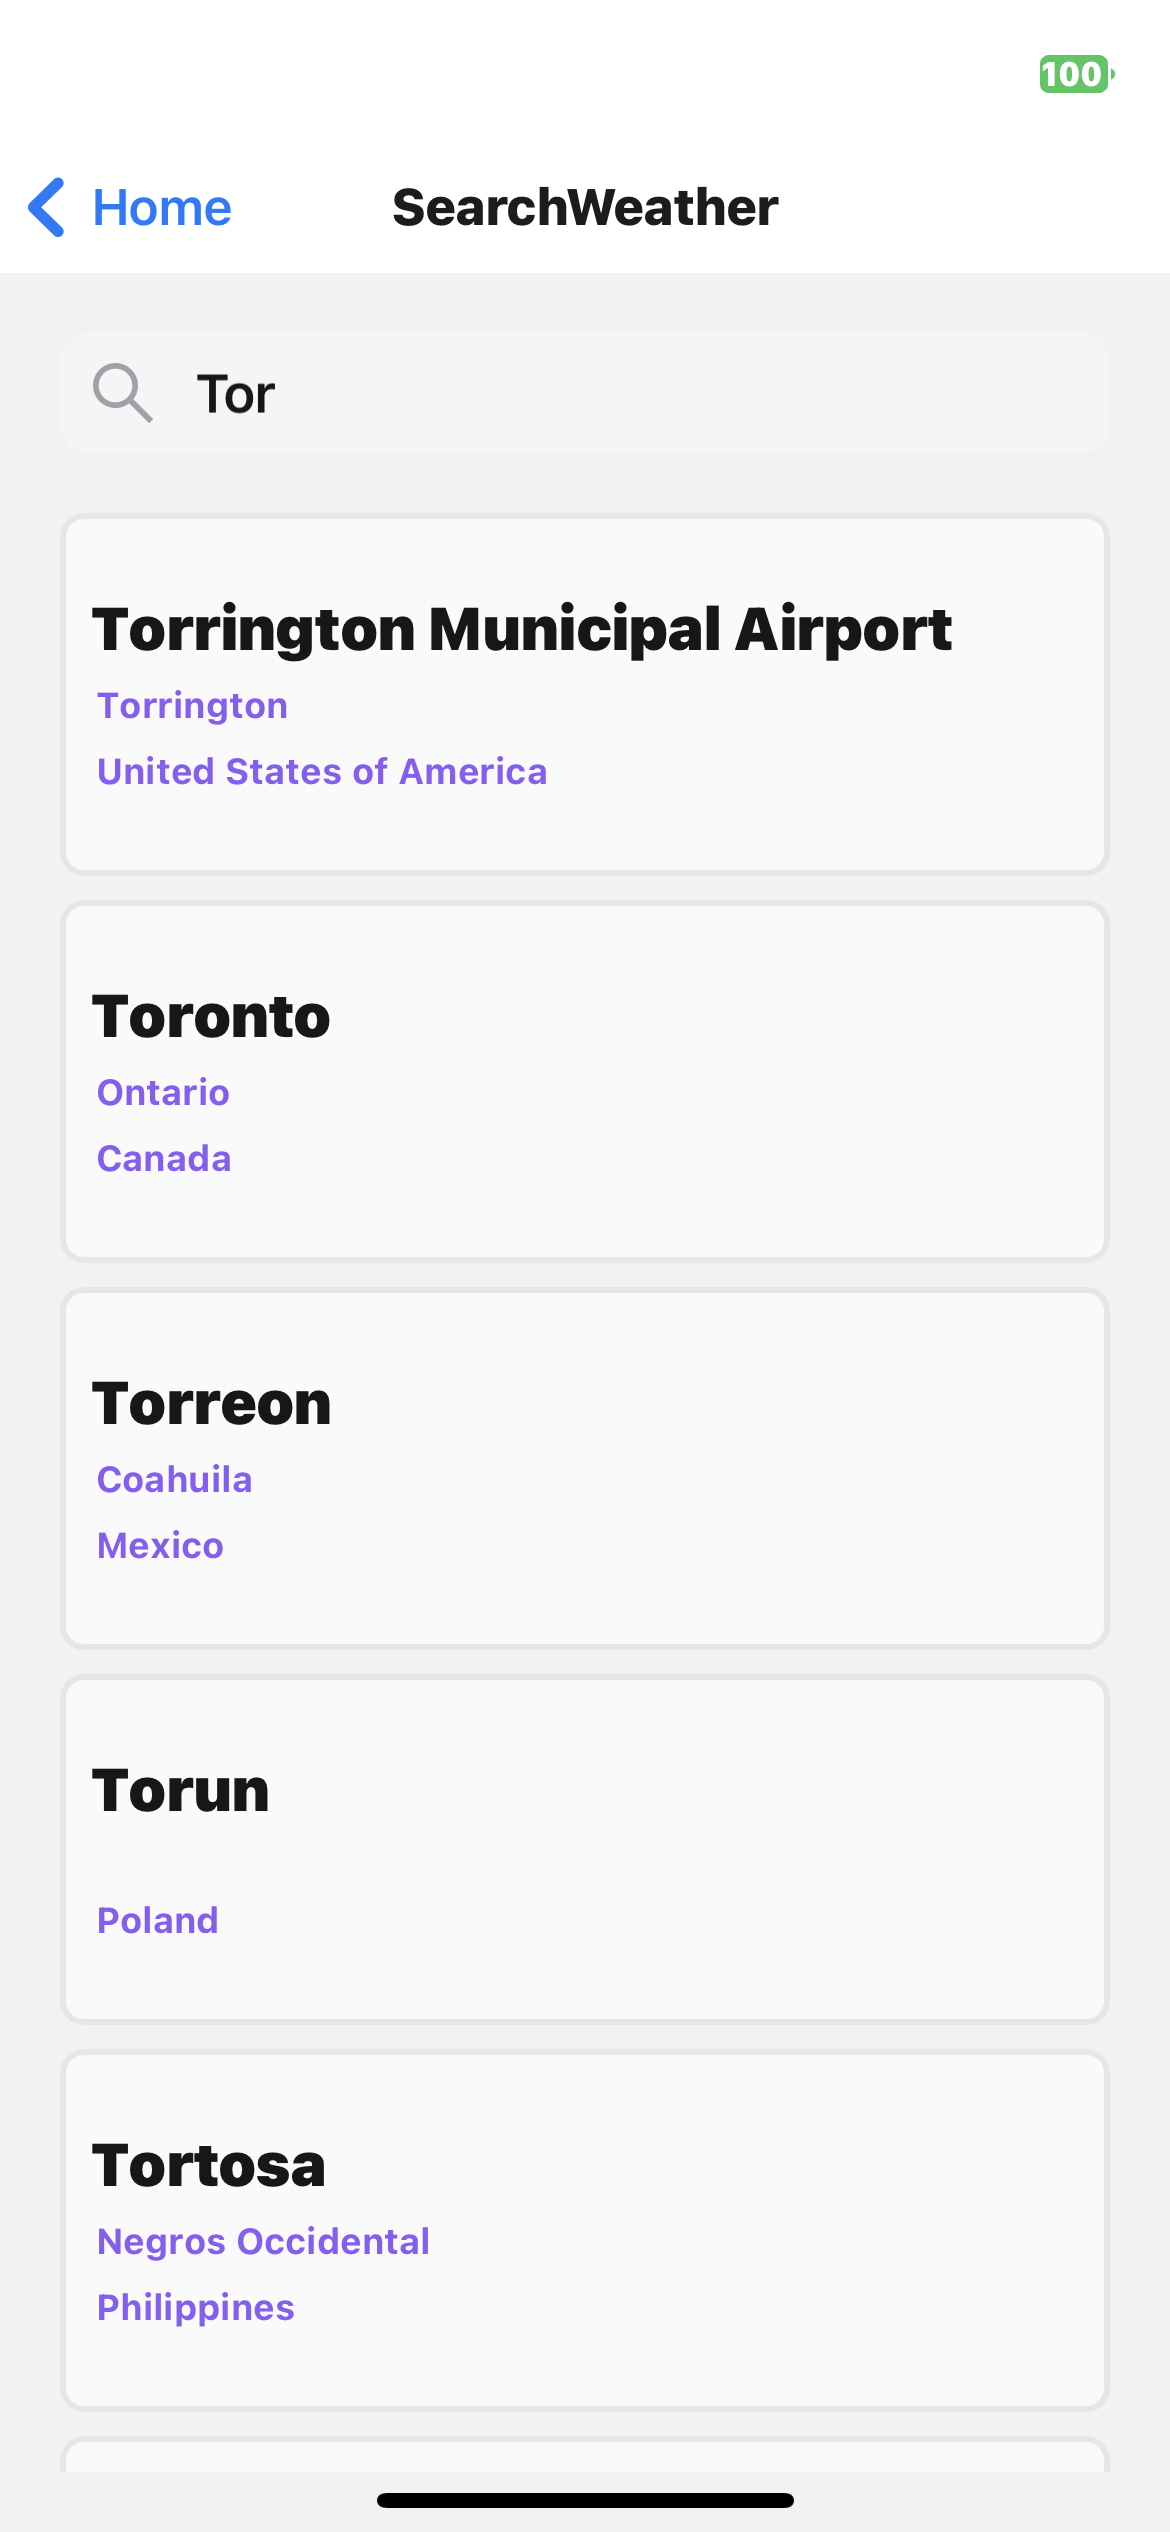 100
Home
SearchWeather
Tor
Torrington Municipal Airport
Torrington
United States of America
Toronto
Ontario
Canada
Torreon
Coahuila
Mexico
Torun
Poland
Tortosa
Negros Occidental
Philippines